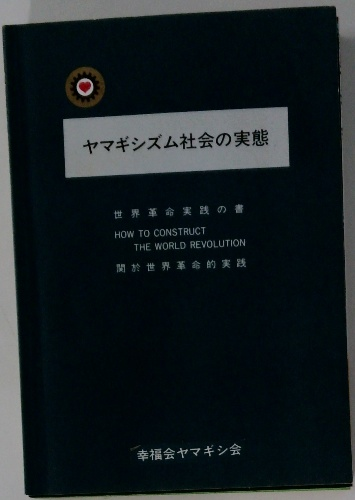 ヤマギシズム社会の実態
世界革命実践の書
HOW TO CONSTRUCT
THE WORLD REVOLUTION
関於世界革命的実践
幸福会ヤマギシ会